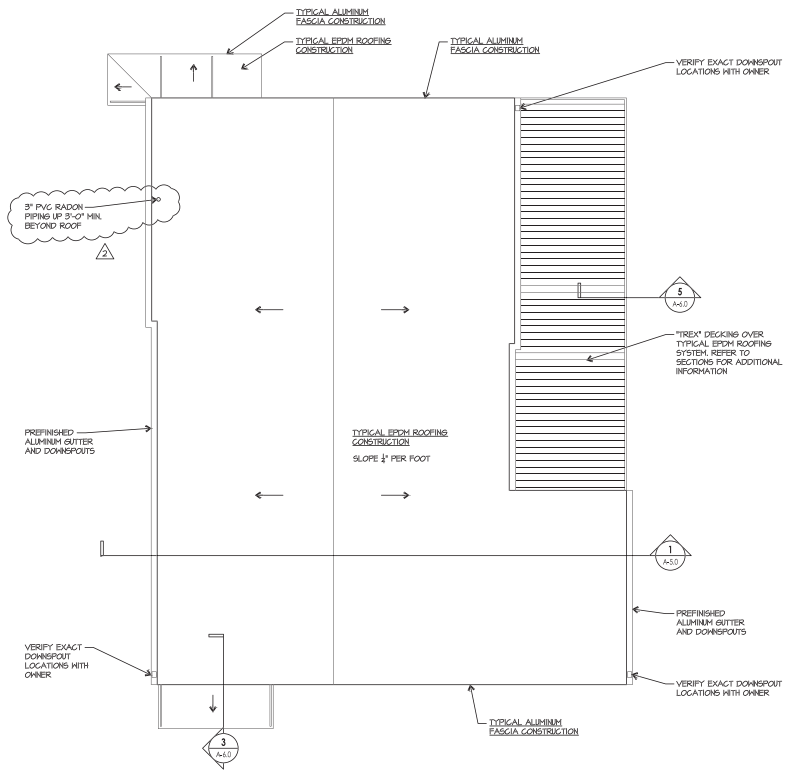 TYPICAL ALUMINUM
FASCIA CONSTRUCTION
TYPICAL EPDM ROOFING
CONSTRUCTION
TYPICAL ALUMINUM
FASCIA CONSTRUCTION
VERIFY EXACT DOWNSPOUT
LOCATIONS WITH OWNER
3" PVC RADON
PIPING UP 3'-0" MIN.
BEYOND ROOF
2
5
A-6.0
"TREX" DECKING OVER
TYPICAL EPDM ROOFING
SYSTEM. REFER TO
SECTIONS FOR ADDITIONAL
INFORMATION
PREFINISHED
ALUMINUM GUTTER
AND DOWNSPOUTS
TYPICAL EPDM ROOFING
CONSTRUCTION
SLOPE 1/4" PER FOOT
1
A-5.0
PREFINISHED
ALUMINUM GUTTER
AND DOWNSPOUTS
VERIFY EXACT
DOWNSPOUT
LOCATIONS WITH
OWNER
VERIFY EXACT DOWNSPOUT
LOCATIONS WITH OWNER
TYPICAL ALUMINUM
FASCIA CONSTRUCTION
3
A-6.0